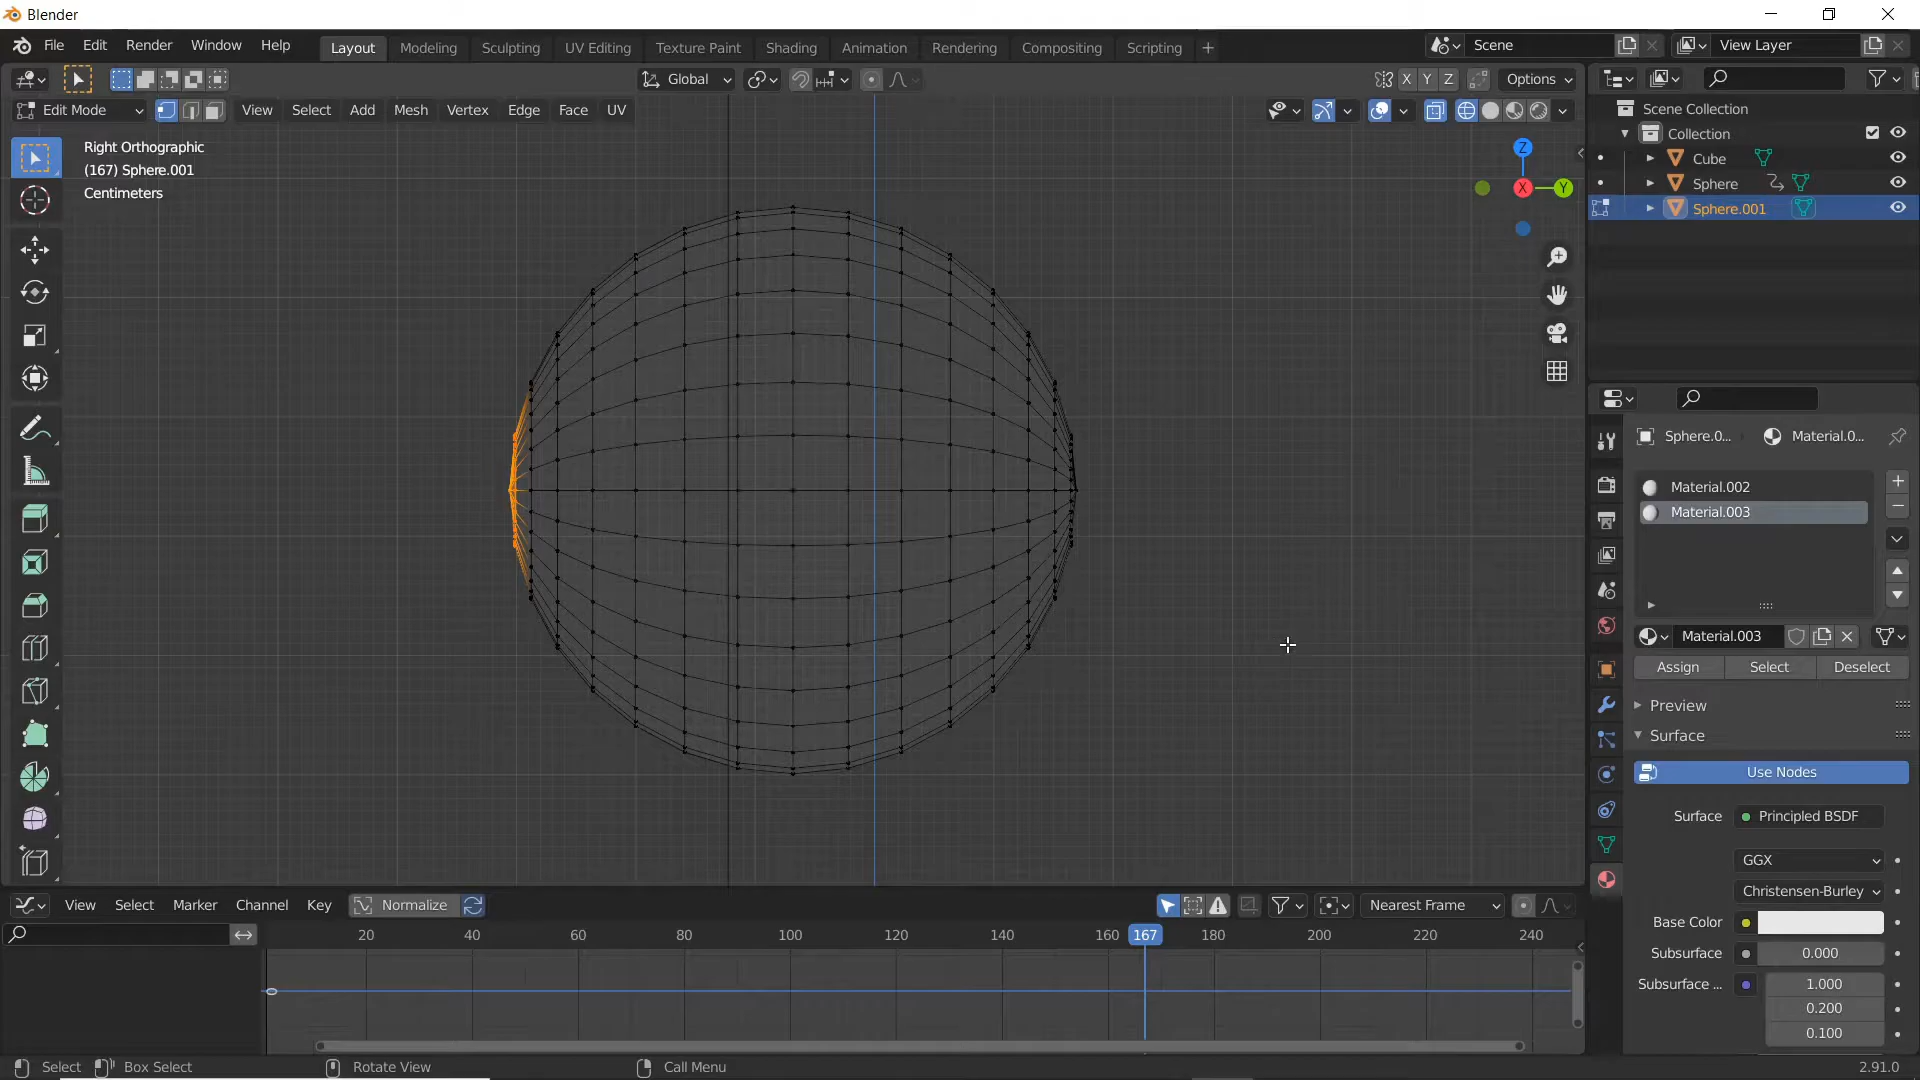 Blender
File Edit Render Window Help Layout Modeling Sculpting UV Editing Texture Paint Shading Animation Rendering Compositing Scripting + Scene View Layer
Global X Y Z Options
Edit Mode View Select Add Mesh Vertex Edge Face UV
Right Orthographic
(167) Sphere.001
Centimeters
Z
X Y
Scene Collection
Collection
Cube
Sphere
Sphere.001
Sphere.0... Material.0...
Material.002
Material.003
Material.003
Assign Select Deselect
Preview
Surface
Use Nodes
Surface Principled BSDF
GGX
Christensen-Burley
Base Color
Subsurface 0.000
Subsurface ... 1.000
0.200
0.100
View Select Marker Channel Key Normalize Nearest Frame
20 40 60 80 100 120 140 160 167 180 200 220 240
Select Box Select Rotate View Call Menu 2.91.0